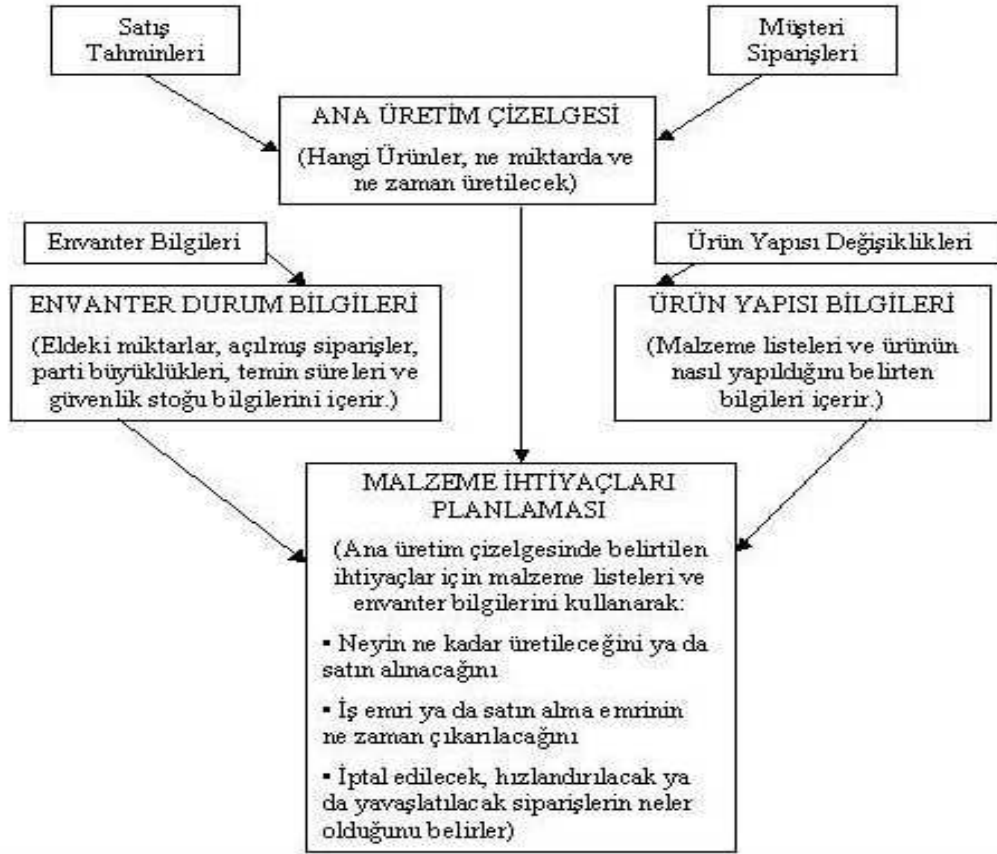 Satış
Tahminleri
Müşteri
Siparişleri
ANA ÜRETİM ÇİZELGESİ
(Hangi Ürünler, ne miktarda ve
ne zaman üretilecek)
Envanter Bilgileri
Ürün Yapısı Değişiklikleri
ENVANTER DURUM BİLGİLERİ
(Eldeki miktarlar, açılmış siparişler,
parti büyüklükleri, temin süreleri ve
güvenlik stoğu bilgilerini içerir.)
ÜRÜN YAPISI BİLGİLERİ
(Malzeme listeleri ve ürünün
nasıl yapıldığını belirten
bilgileri içerir.)
MALZEME İHTİYAÇLARI
PLANLAMASI
(Ana üretim çizelgesinde belirtilen
ihtiyaçlar için malzeme listeleri ve
envanter bilgilerini kullanarak:
▪ Neyin ne kadar üretileceğini ya da
satın alınacağını
▪ İş emri ya da satın alma emrinin
ne zaman çıkarılacağını
▪ İptal edilecek, hızlandırılacak ya
da yavaşlatılacak siparişlerin neler
olduğunu belirler)